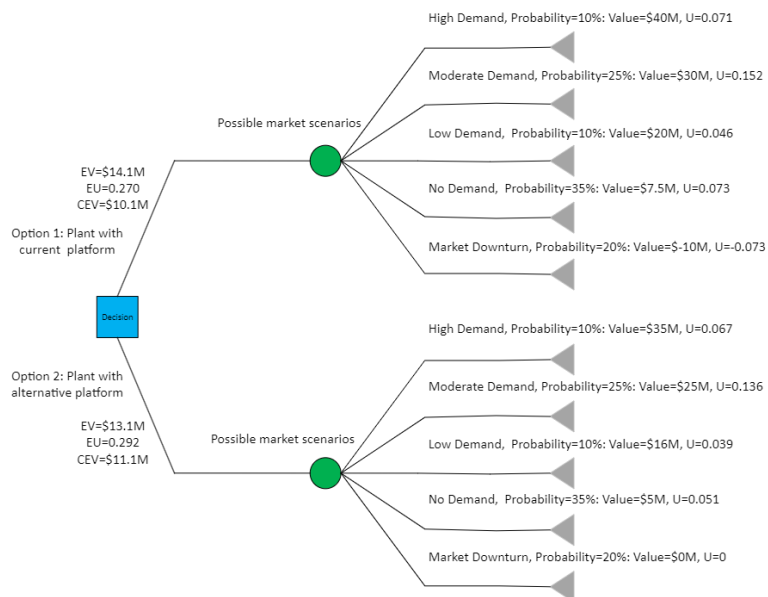 High Demand, Probability=10%: Value=$40M, U=0.071
Moderate Demand, Probability=25%: Value=$30M, U=0.152
Possible market scenarios
Low Demand,  Probability=10%: Value=$20M, U=0.046
EV=$14.1M
EU=0.270
CEV=$10.1M
No Demand,  Probability=35%: Value=$7.5M, U=0.073
Option 1: Plant with
current  platform
Market Downturn, Probability=20%: Value=$-10M, U=-0.073
Decision
High Demand, Probability=10%: Value=$35M, U=0.067
Option 2: Plant with
alternative platform
Moderate Demand, Probability=25%: Value=$25M, U=0.136
EV=$13.1M
EU=0.292
CEV=$11.1M
Possible market scenarios
Low Demand,  Probability=10%: Value=$16M, U=0.039
No Demand,  Probability=35%: Value=$5M, U=0.051
Market Downturn, Probability=20%: Value=$0M, U=0